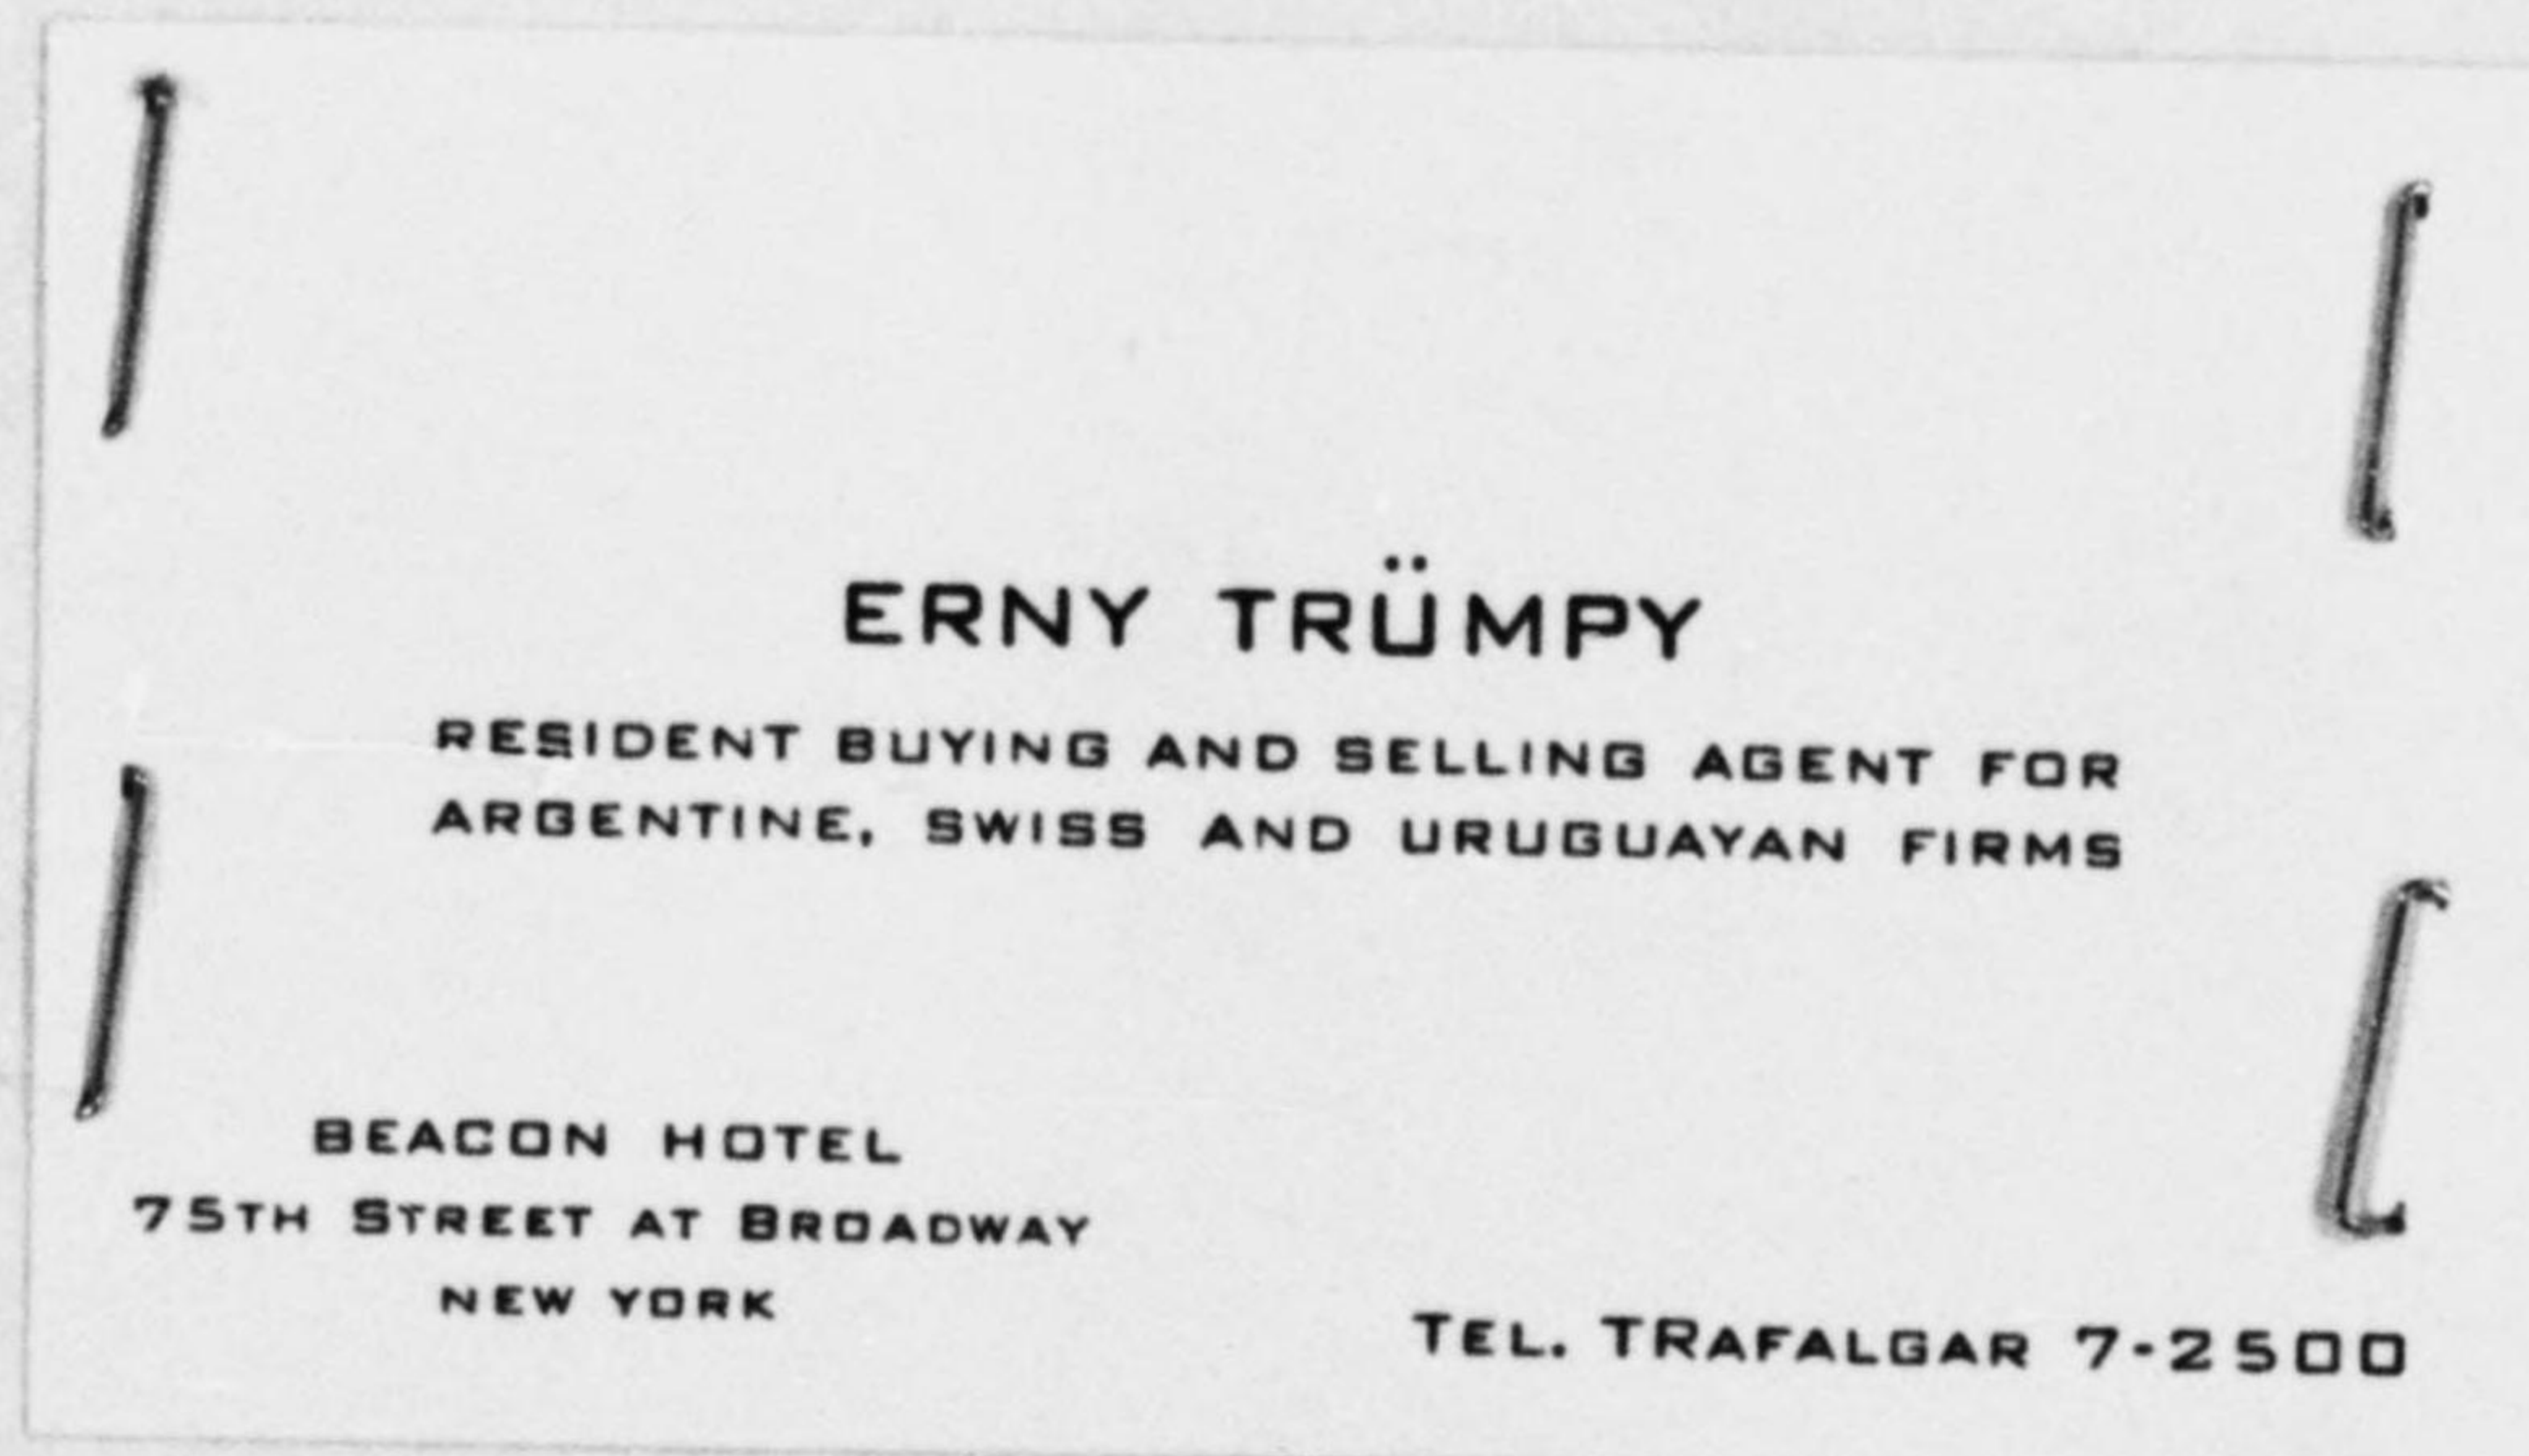 ERNY TRÜMPY
RESIDENT BUYING AND SELLING AGENT FOR
ARGENTINE, SWISS AND URUGUAYAN FIRMS
BEACON HOTEL
75TH STREET AT BROADWAY
NEW YORK
TEL. TRAFALGAR 7-2500